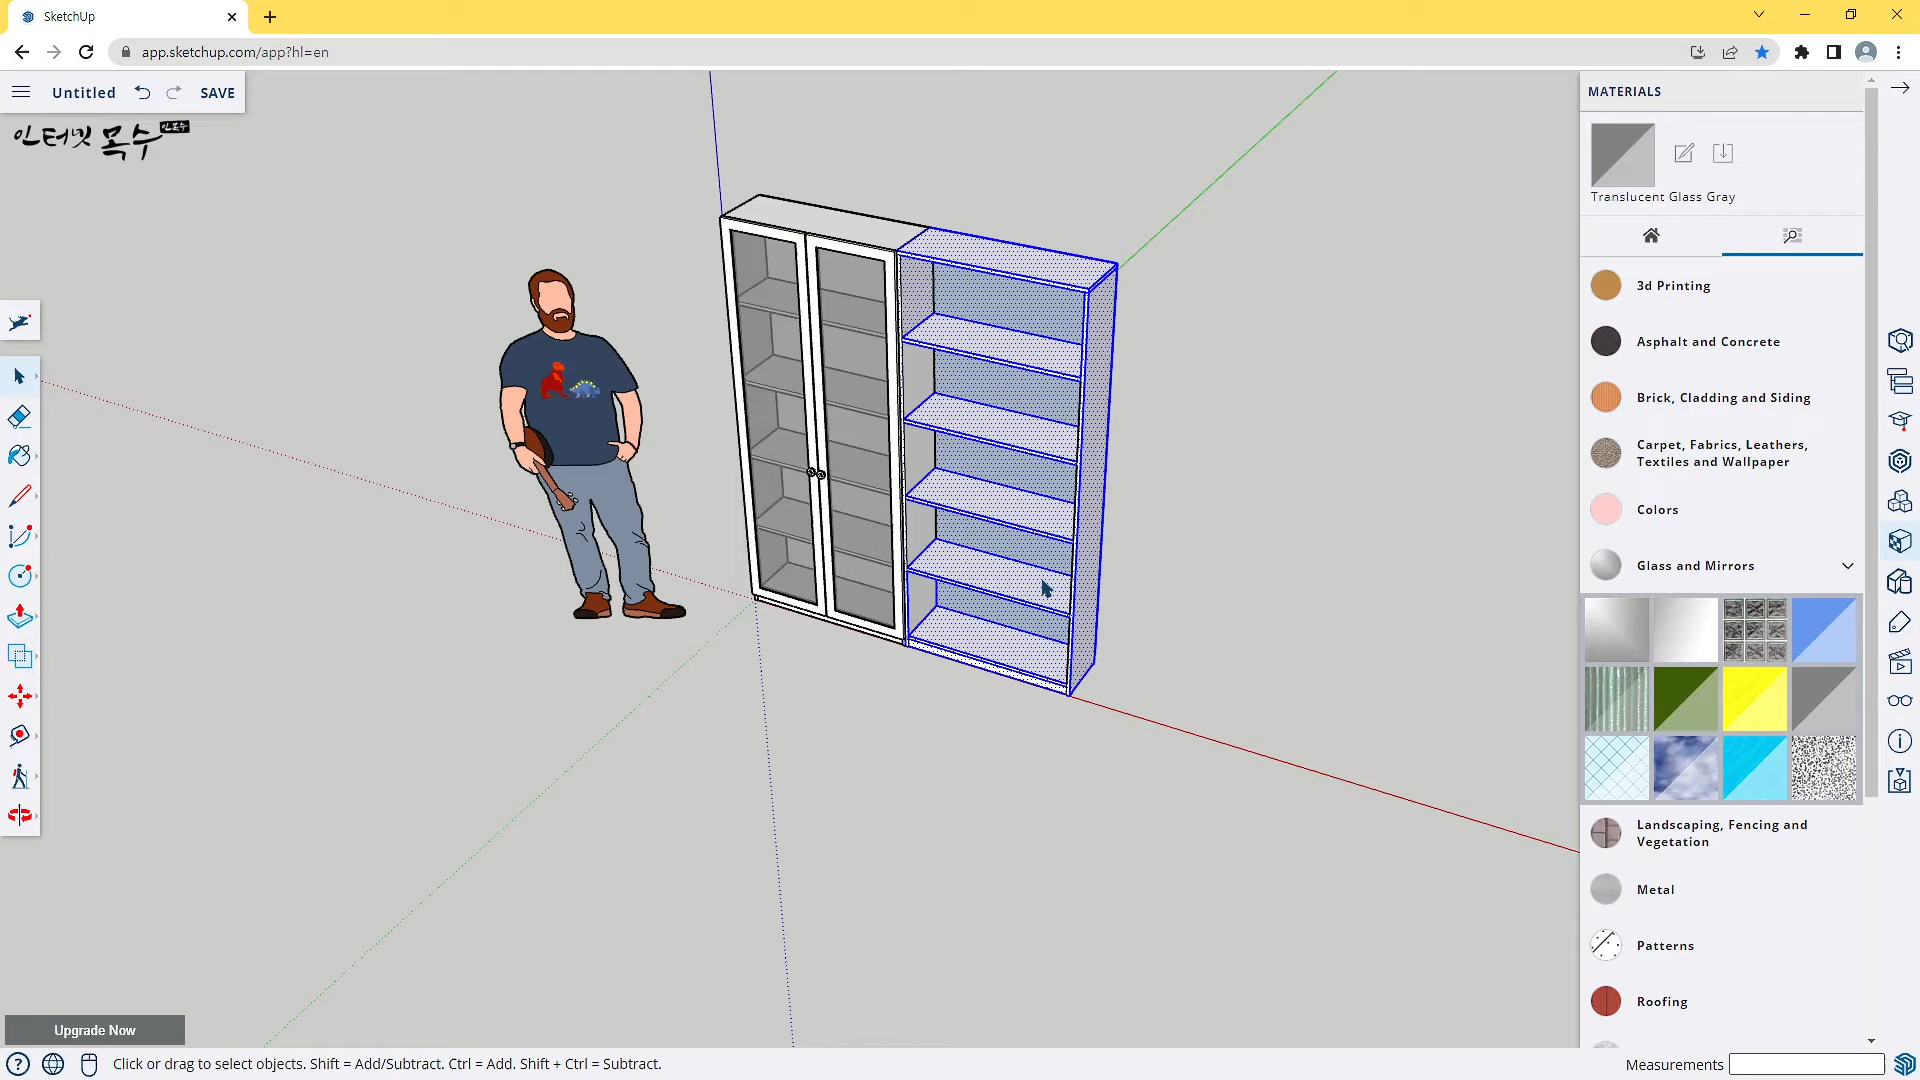 SketchUp
app.sketchup.com/app?hl=en
Untitled
SAVE
인터넷 목수
MATERIALS
Translucent Glass Gray
3d Printing
Asphalt and Concrete
Brick, Cladding and Siding
Carpet, Fabrics, Leathers,
Textiles and Wallpaper
Colors
Glass and Mirrors
Landscaping, Fencing and
Vegetation
Metal
Patterns
Roofing
Upgrade Now
Click or drag to select objects. Shift = Add/Subtract. Ctrl = Add. Shift + Ctrl = Subtract.
Measurements